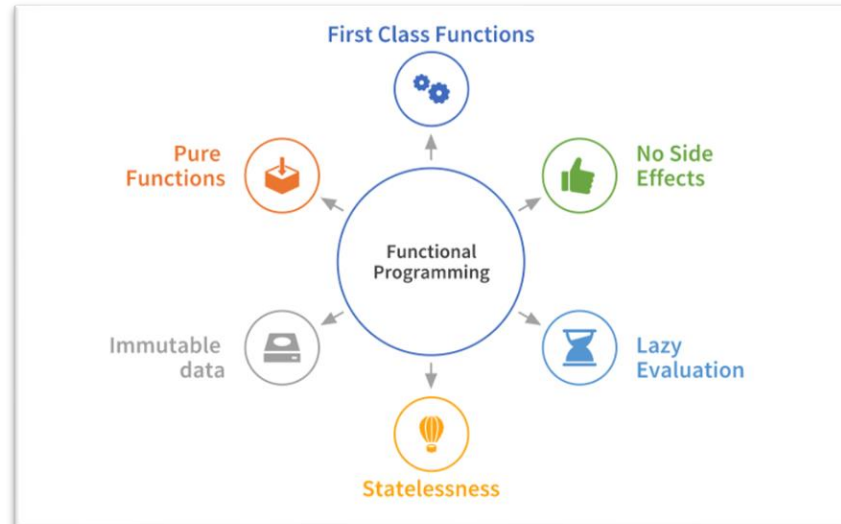 First Class Functions
Pure
Functions
No Side
Effects
Functional
Programming
Immutable
data
Lazy
Evaluation
Statelessness